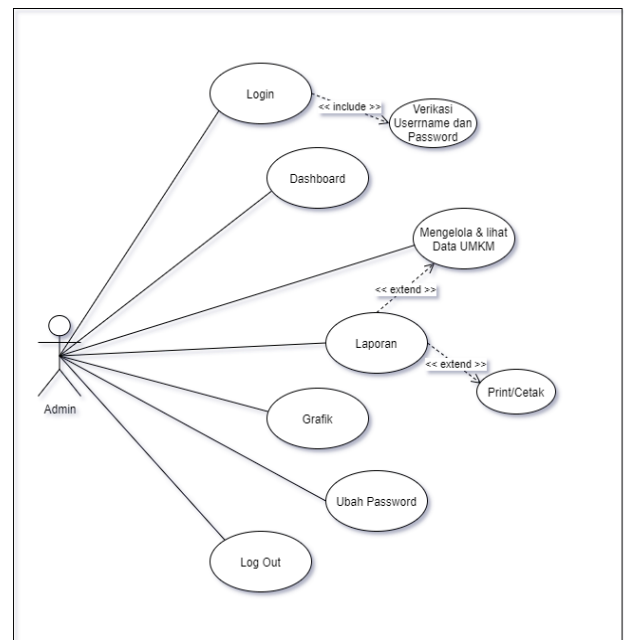 Login
<< include >>
Verikasi
Userrname dan
Password
Dashboard
Mengelola & lihat
Data UMKM
<< extend >>
Laporan
<< extend >>
Print/Cetak
Admin
Grafik
Ubah Password
Log Out